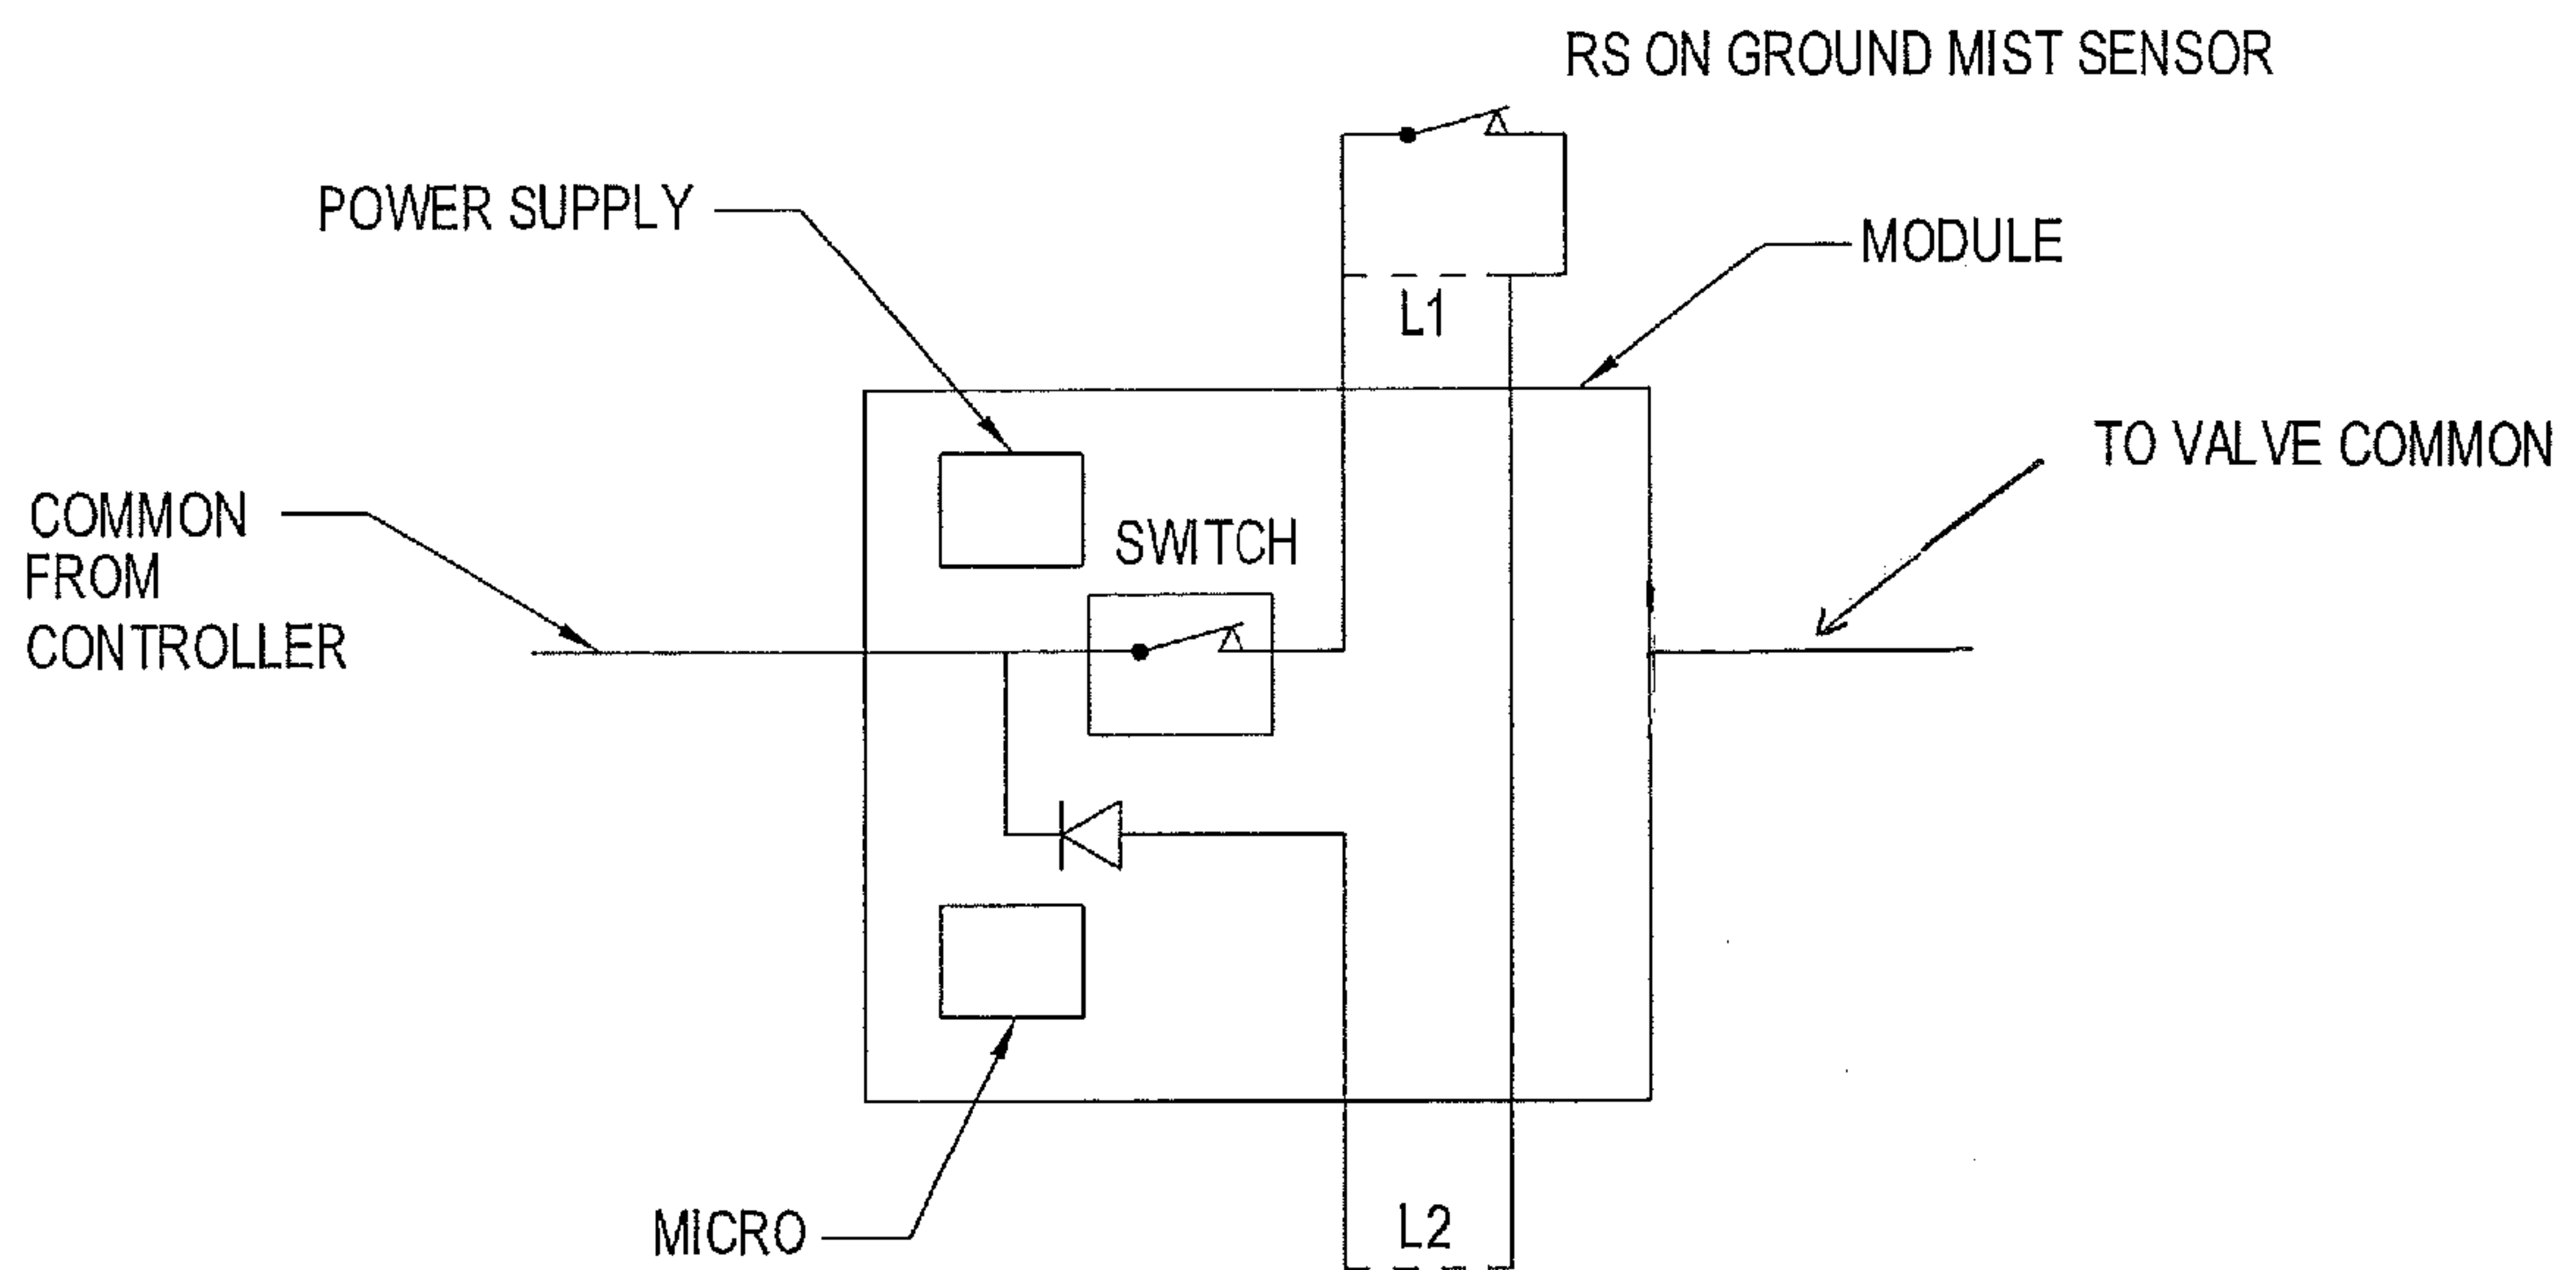 RS ON GROUND MIST SENSOR
POWER SUPPLY
MODULE
L1
TO VALVE COMMON
COMMON
FROM
CONTROLLER
SWITCH
MICRO
L2